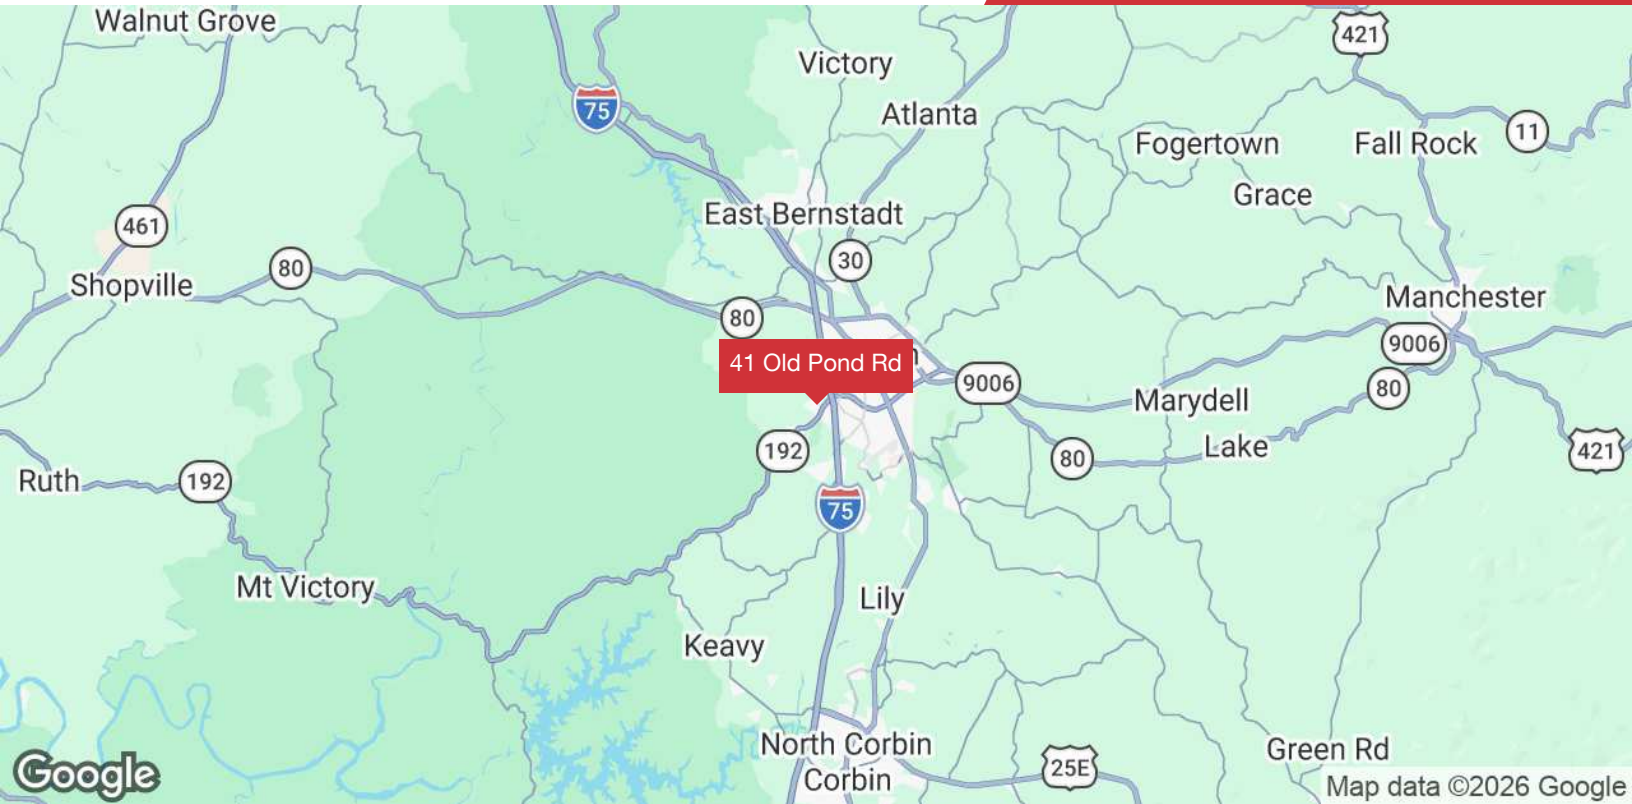 Walnut Grove
421
Victory
75
Atlanta
11
Fogertown
Fall Rock
Grace
East Bernstadt
461
30
80
Shopville
Manchester
80
9006
41 Old Pond Rd
n
9006
80
Marydell
Lake
192
80
421
Ruth
192
75
Mt Victory
Lily
Keavy
North Corbin
Corbin
25E
Green Rd
Google
Map data ©2026 Google